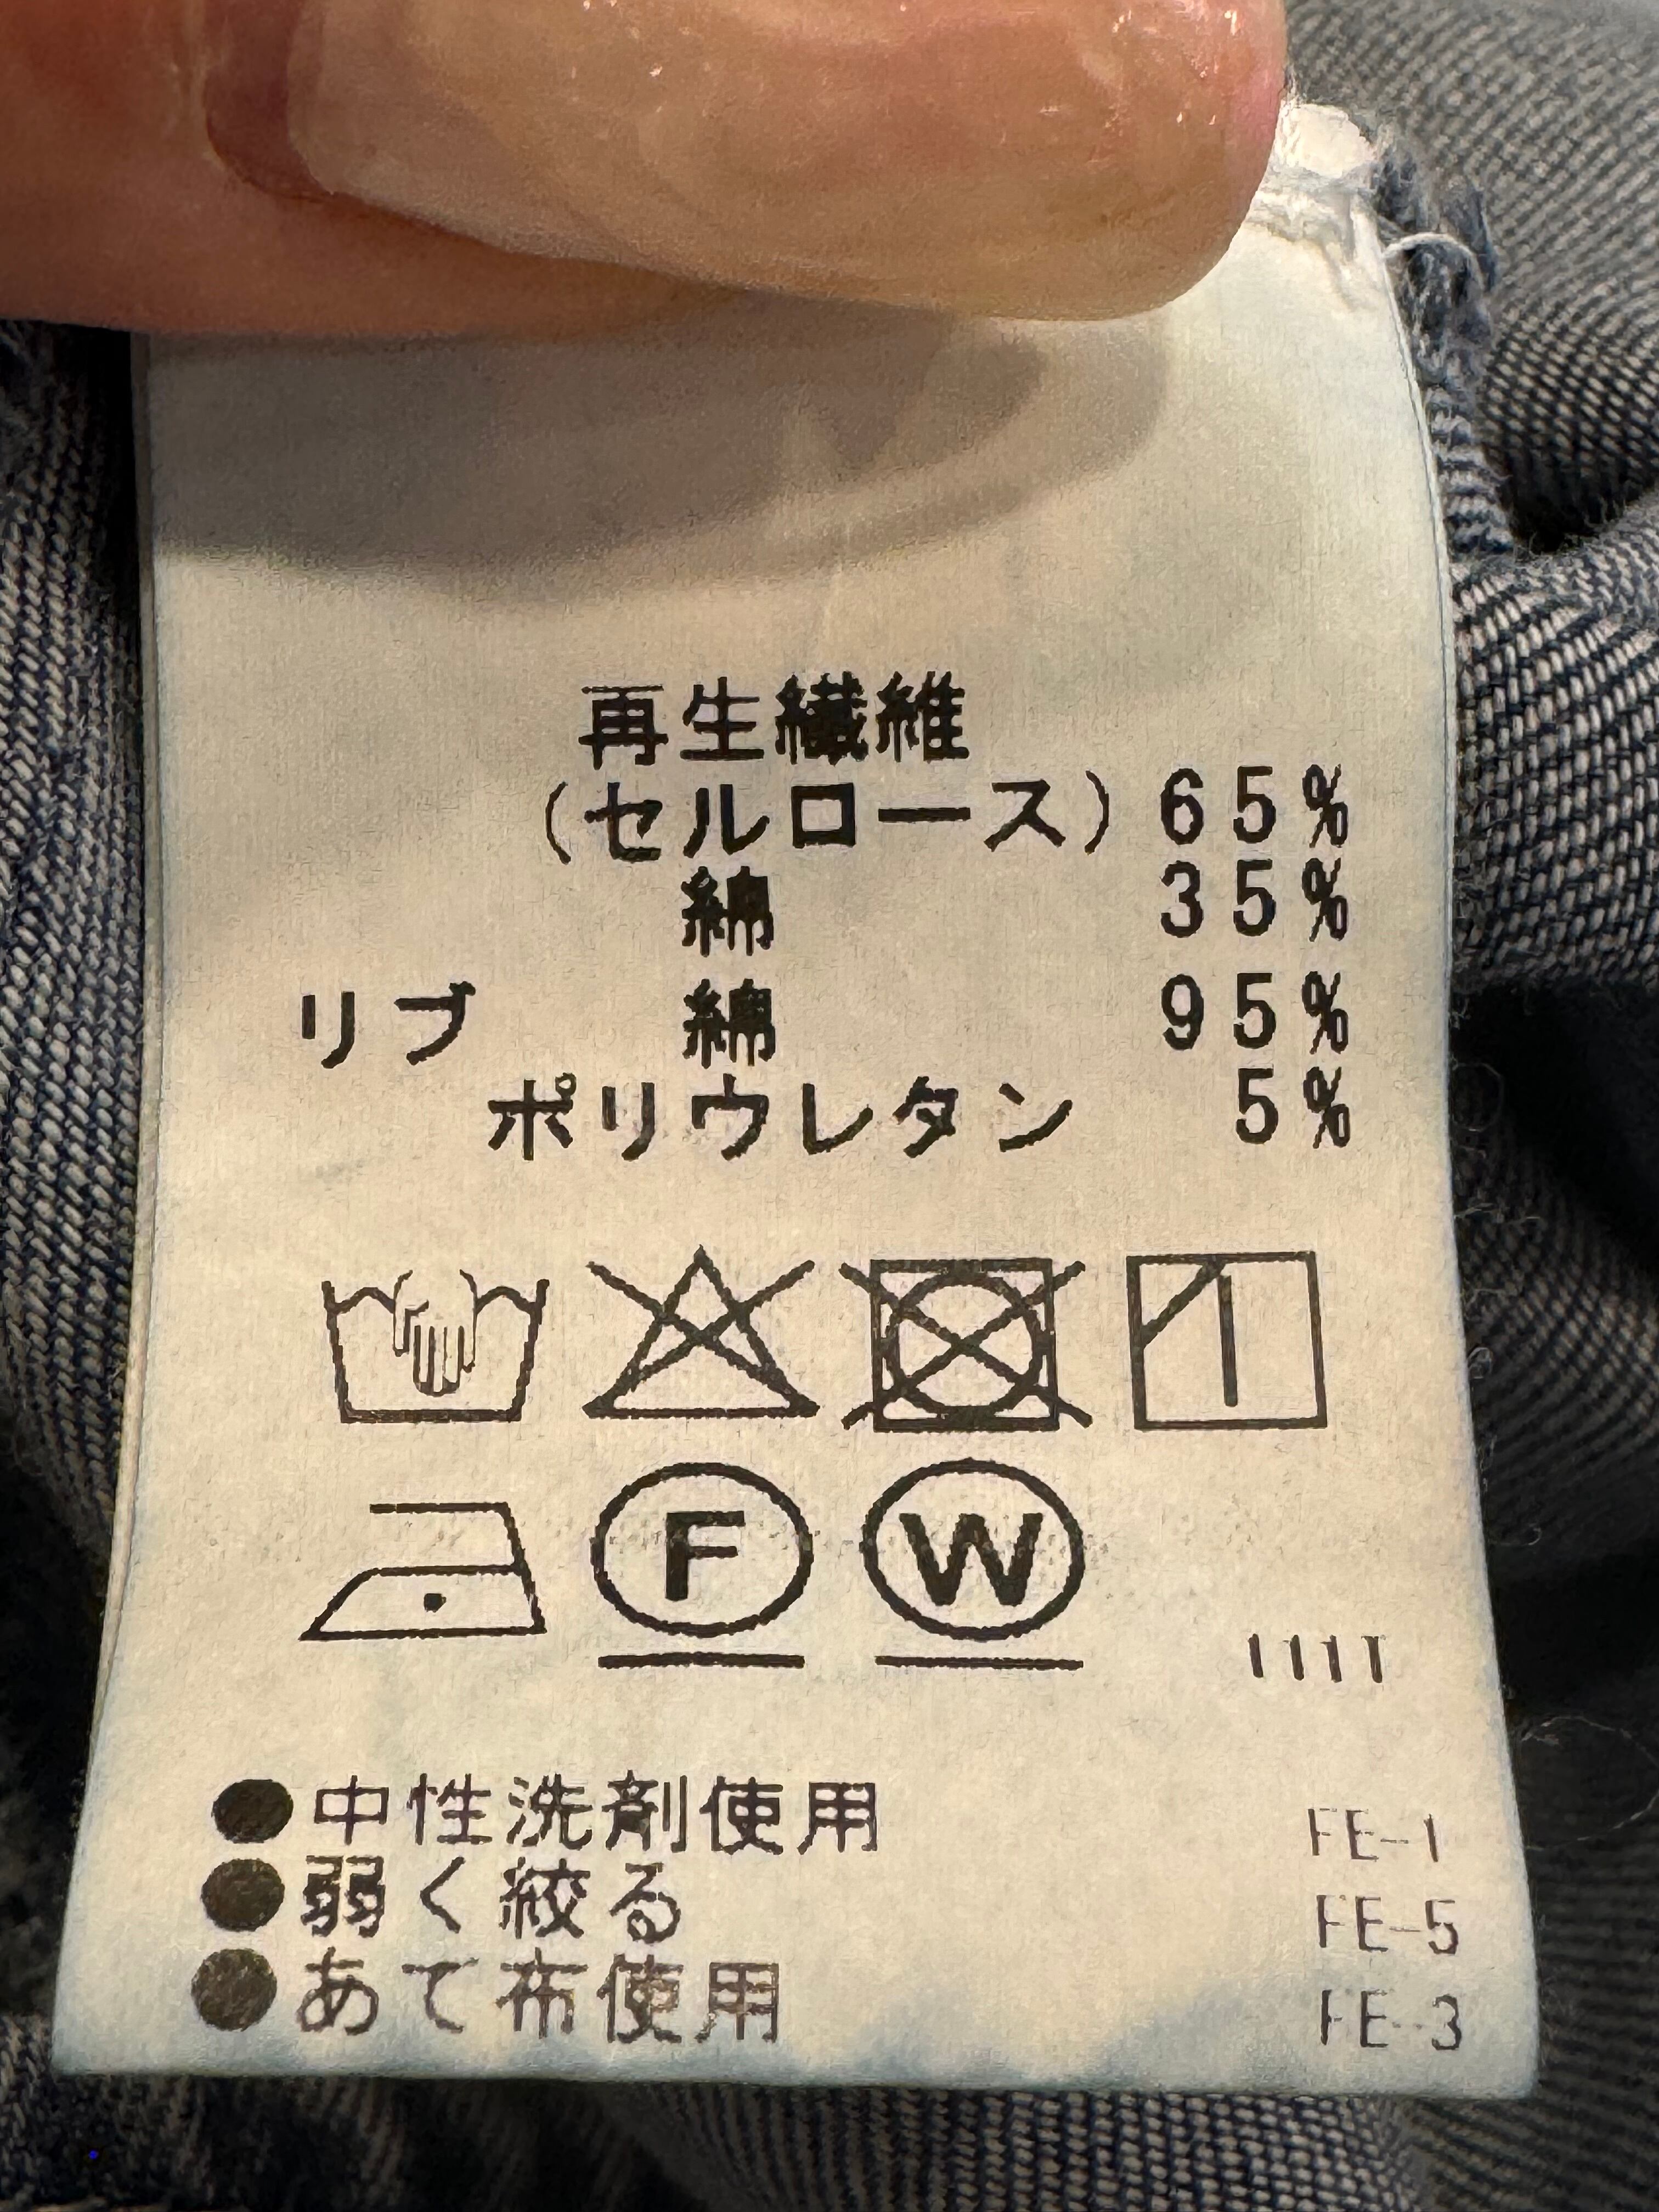 再生繊維
(セルロース) 65%
綿 35%
リブ 綿 95%
ポリウレタン 5%
F W
1111
●中性洗剤使用 FE-1
●弱く絞る FE-5
●あて布使用 FE-3